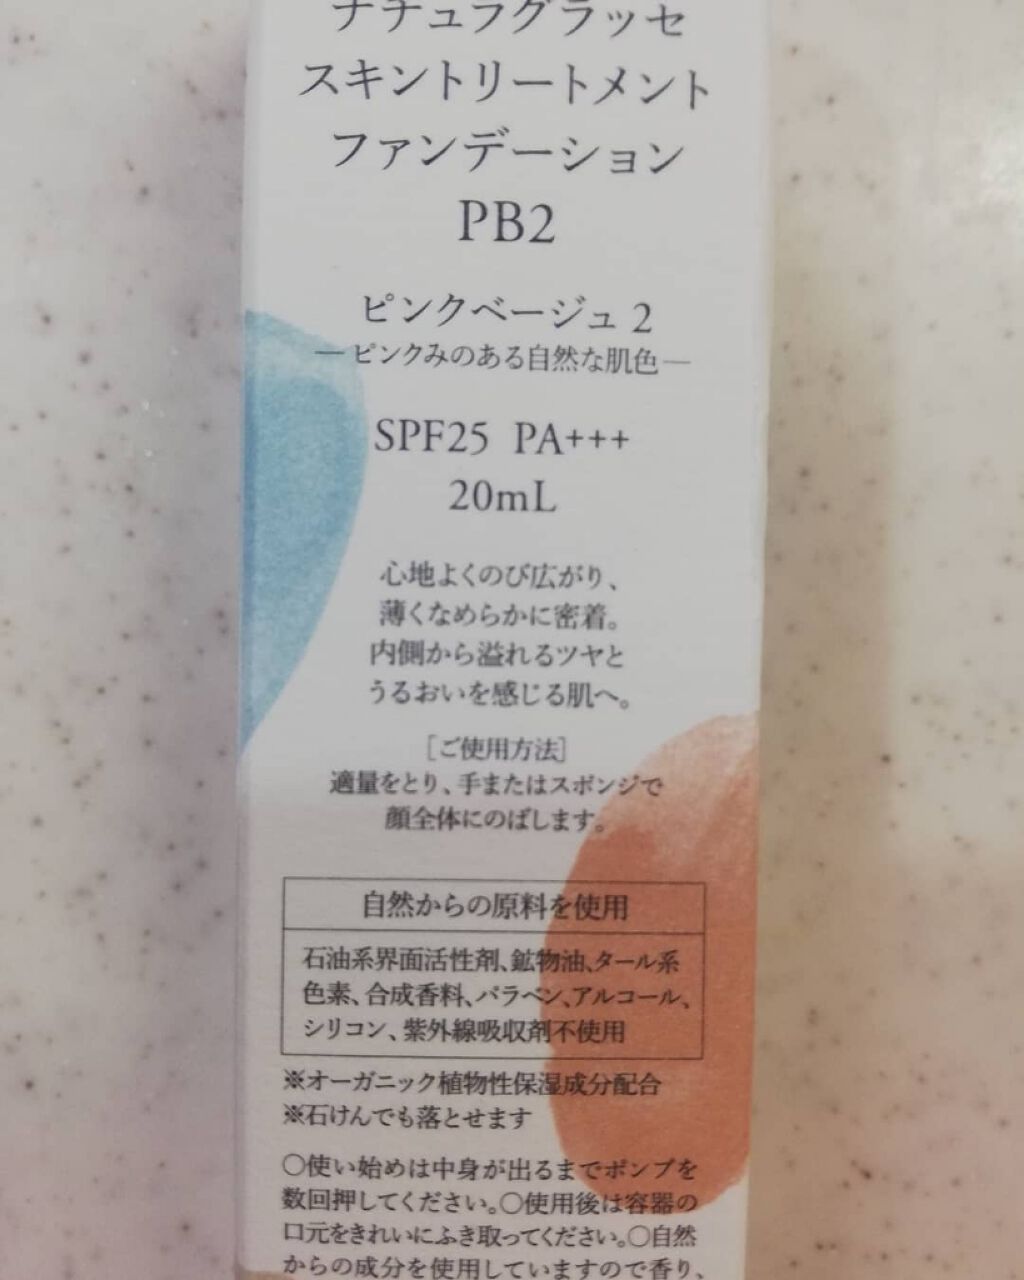 ナチュラグラッセ
スキントリートメント
ファンデーション
PB2
ピンクベージュ 2
―ピンクみのある自然な肌色―
SPF25 PA+++
20mL
心地よくのび広がり、
薄くなめらかに密着。
内側から溢れるツヤと
うるおいを感じる肌へ。
［ご使用方法］
適量をとり、手またはスポンジで
顔全体にのばします。
自然からの原料を使用
石油系界面活性剤、鉱物油、タール系
色素、合成香料、パラベン、アルコール、
シリコン、紫外線吸収剤不使用
※オーガニック植物性保湿成分配合
※石けんでも落とせます
○使い始めは中身が出るまでポンプを
数回押してください。○使用後は容器の
口元をきれいにふき取ってください。○自然
からの成分を使用していますので香り、